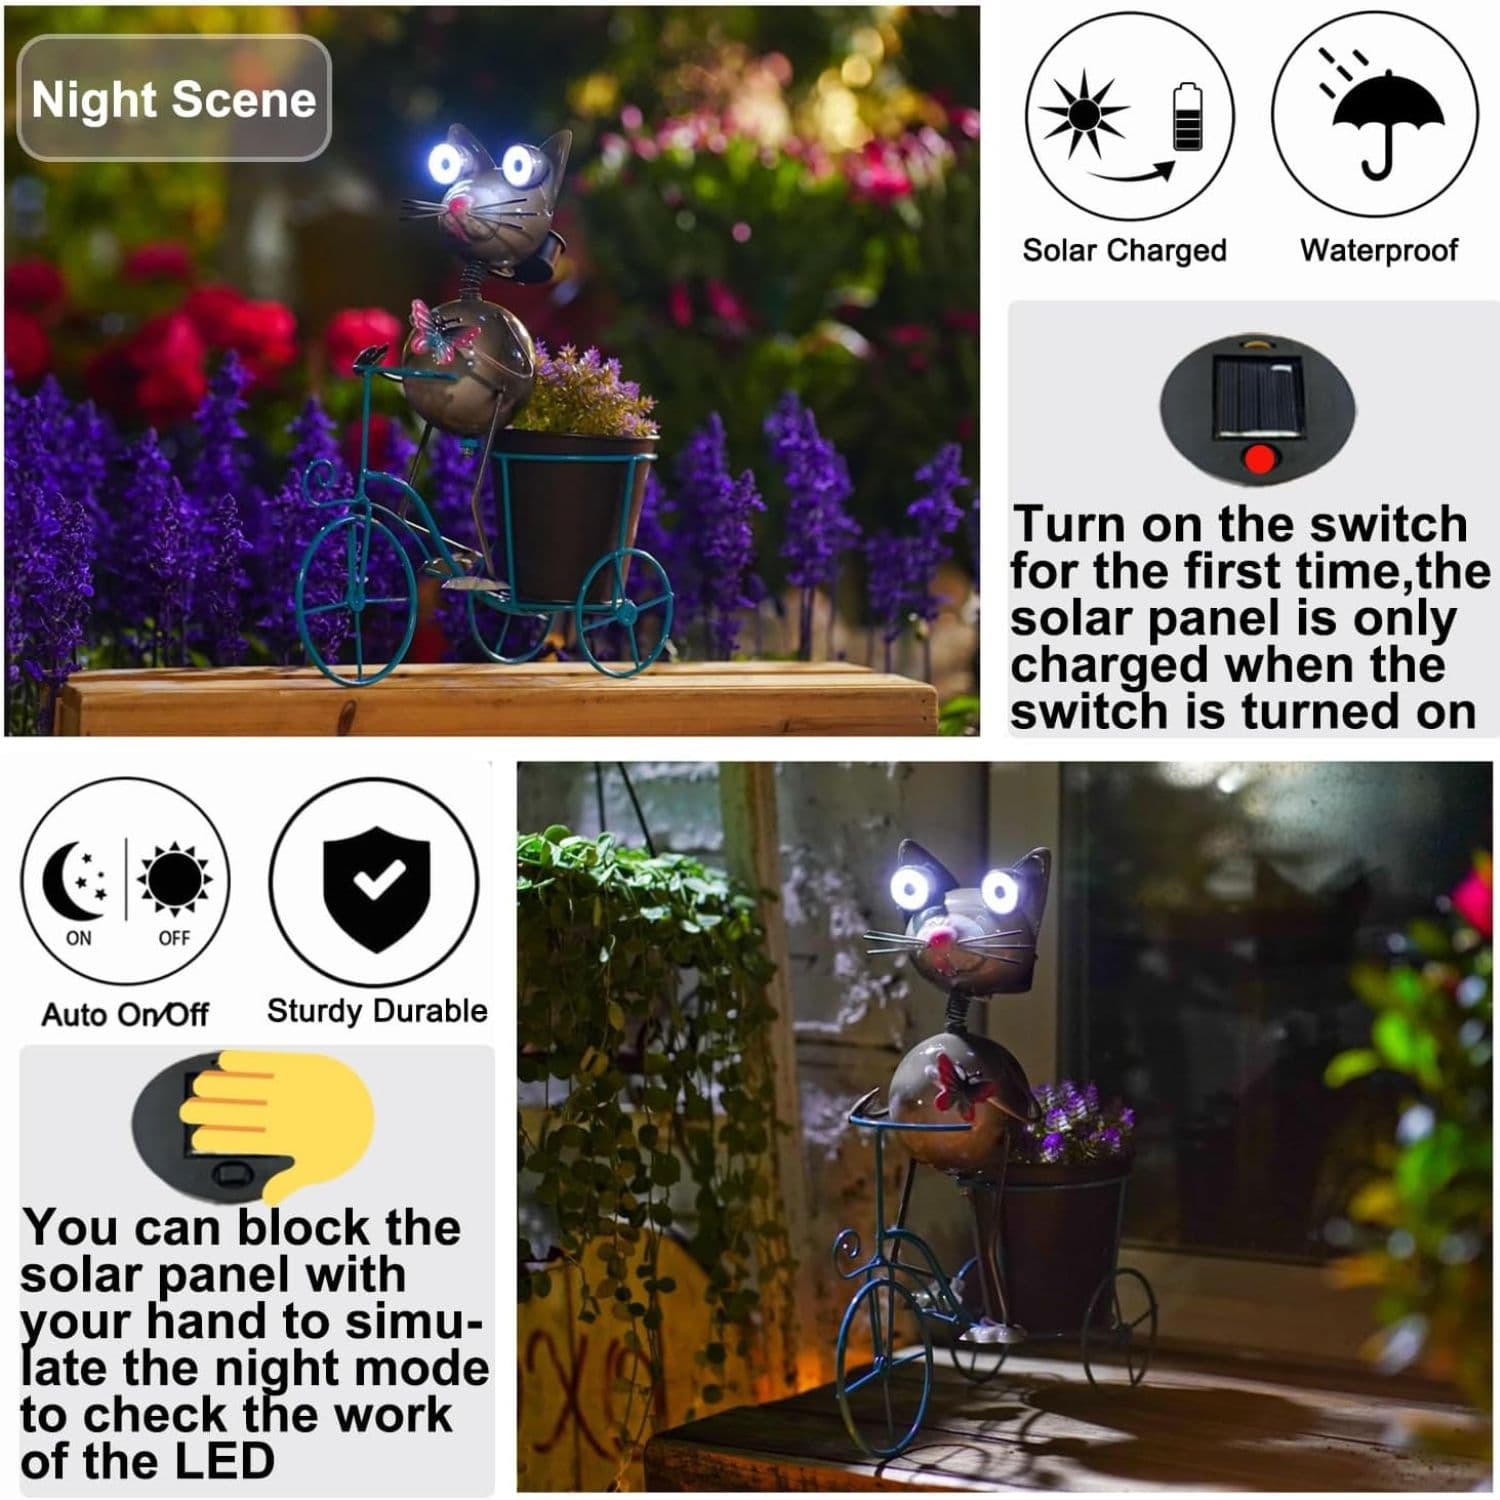 Night Scene
Solar Charged
Waterproof
Turn on the switch
for the first time,the
solar panel is only
charged when the
switch is turned on
ON
OFF
Auto On/Off
Sturdy Durable
You can block the
solar panel with
your hand to simu-
late the night mode
to check the work
of the LED